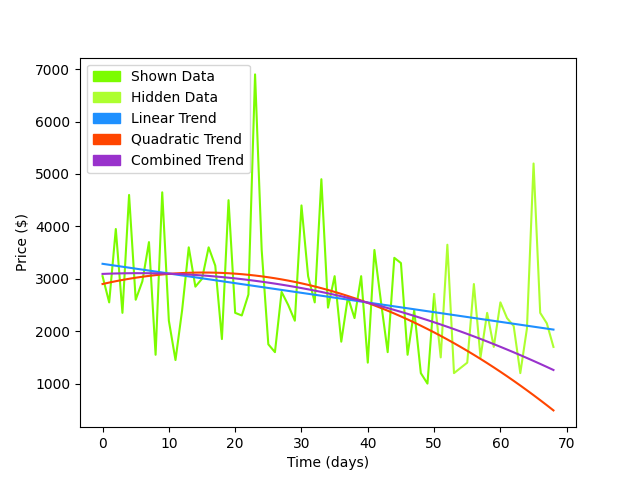 Shown Data
Hidden Data
Linear Trend
Quadratic Trend
Combined Trend
7000
6000
5000
4000
3000
2000
1000
Price ($)
0 10 20 30 40 50 60 70
Time (days)